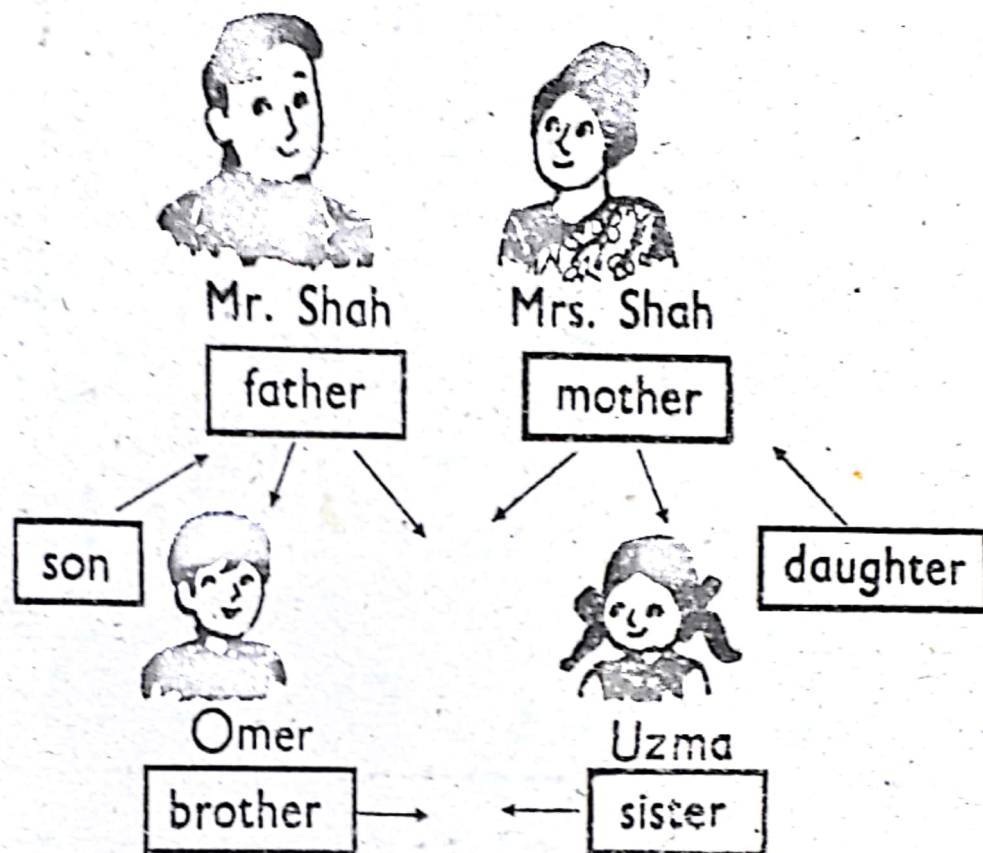 Mr. Shah Mrs. Shah
father mother
son daughter
Omer Uzma
brother sister